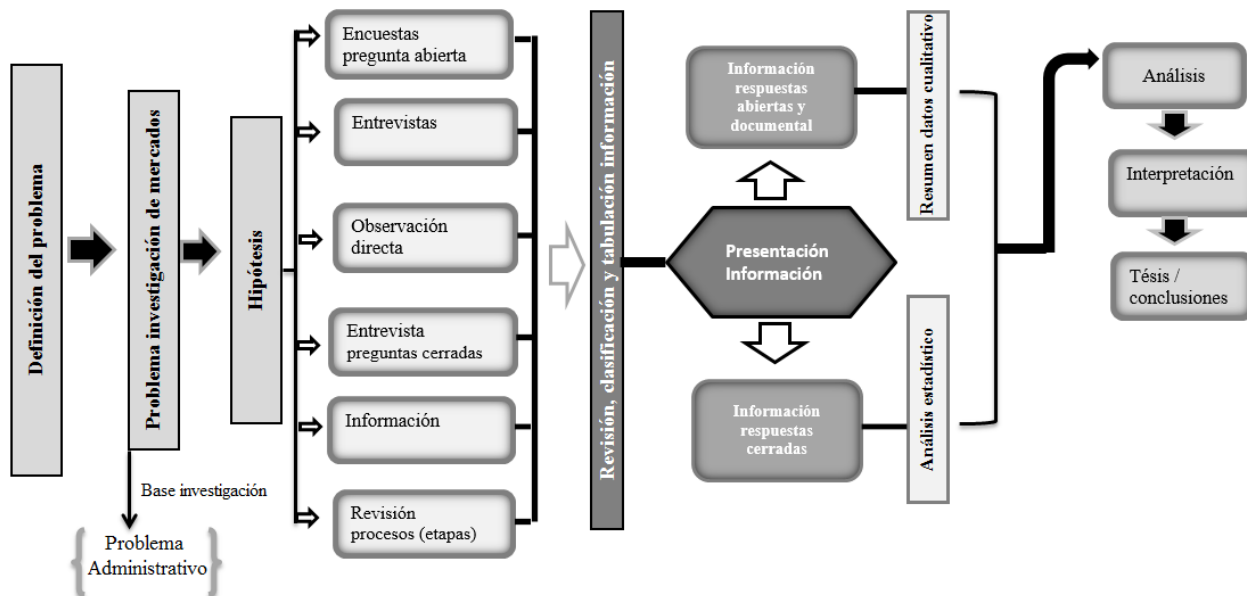 Definición del problema
Problema investigación de mercados
Base investigación
Problema
Administrativo
Hipótesis
Encuestas
pregunta abierta
Entrevistas
Observación
directa
Entrevista
preguntas cerradas
Información
Revisión
procesos (etapas)
Revisión, clasificación y tabulación información
Presentación
Información
Información
respuestas
abiertas y
documental
Resumen datos cualitativo
Información
respuestas
cerradas
Análisis estadístico
Análisis
Interpretación
Tésis /
conclusiones